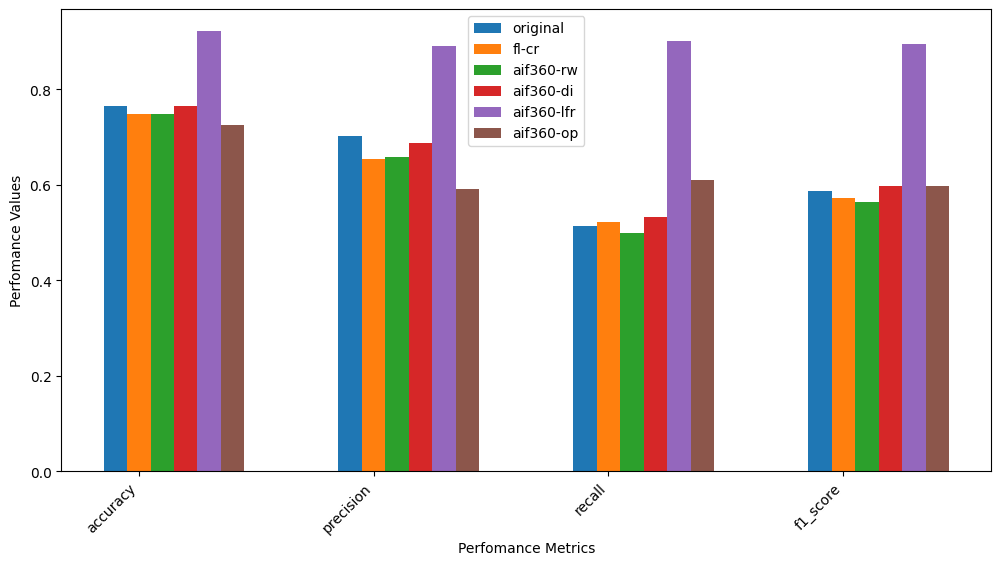 original
fl-cr
aif360-rw
aif360-di
aif360-lfr
aif360-op
Perfomance Values
0.8
0.6
0.4
0.2
0.0
accuracy
precision
recall
f1_score
Perfomance Metrics